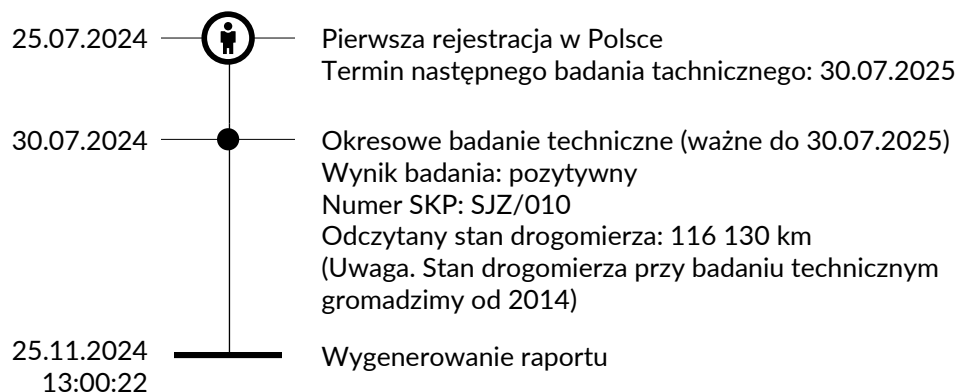 25.07.2024
Pierwsza rejestracja w Polsce
Termin następnego badania tachnicznego: 30.07.2025
30.07.2024
Okresowe badanie techniczne (ważne do 30.07.2025)
Wynik badania: pozytywny
Numer SKP: SJZ/010
Odczytany stan drogomierza: 116 130 km
(Uwaga. Stan drogomierza przy badaniu technicznym
gromadzimy od 2014)
25.11.2024
13:00:22
Wygenerowanie raportu